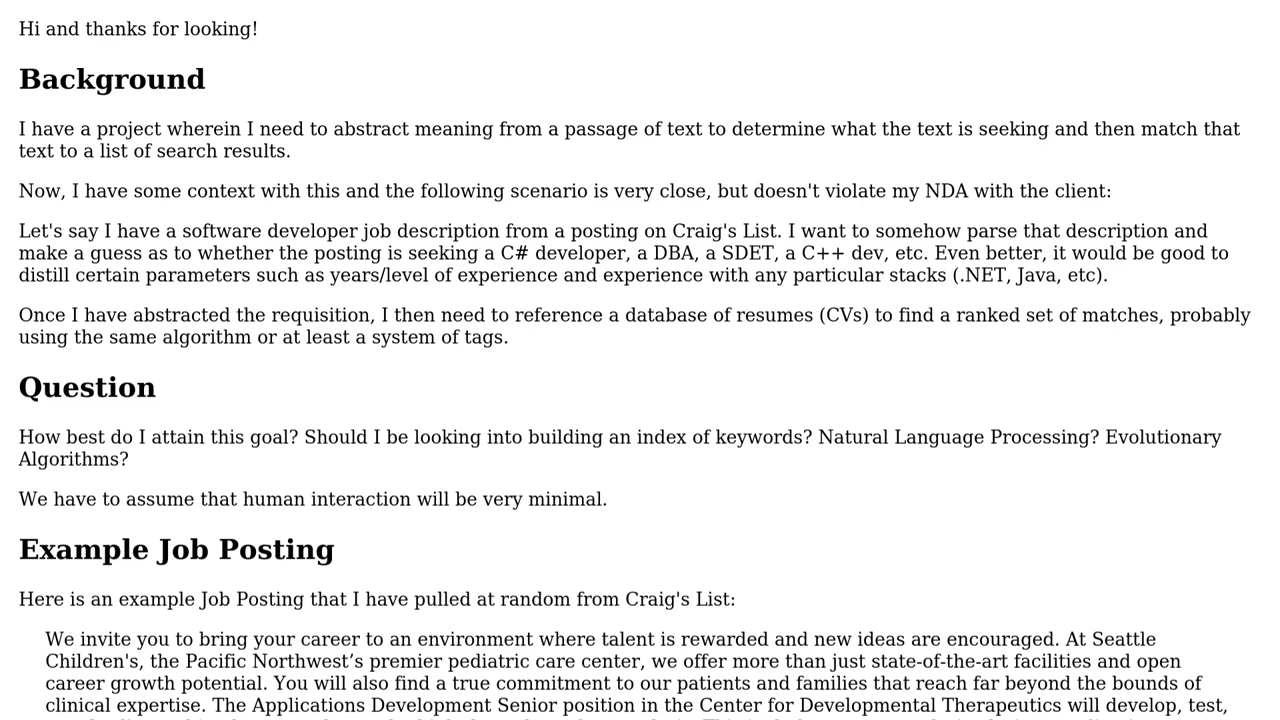 Hi and thanks for looking!
Background
I have a project wherein I need to abstract meaning from a passage of text to determine what the text is seeking and then match that
text to a list of search results.
Now, I have some context with this and the following scenario is very close, but doesn't violate my NDA with the client:
Let's say I have a software developer job description from a posting on Craig's List. I want to somehow parse that description and
make a guess as to whether the posting is seeking a C# developer, a DBA, a SDET, a C++ dev, etc. Even better, it would be good to
distill certain parameters such as years/level of experience and experience with any particular stacks (.NET, Java, etc).
Once I have abstracted the requisition, I then need to reference a database of resumes (CVs) to find a ranked set of matches, probably
using the same algorithm or at least a system of tags.
Question
How best do I attain this goal? Should I be looking into building an index of keywords? Natural Language Processing? Evolutionary
Algorithms?
We have to assume that human interaction will be very minimal.
Example Job Posting
Here is an example Job Posting that I have pulled at random from Craig's List:
We invite you to bring your career to an environment where talent is rewarded and new ideas are encouraged. At Seattle
Children's, the Pacific Northwest’s premier pediatric care center, we offer more than just state-of-the-art facilities and open
career growth potential. You will also find a true commitment to our patients and families that reach far beyond the bounds of
clinical expertise. The Applications Development Senior position in the Center for Developmental Therapeutics will develop, test,